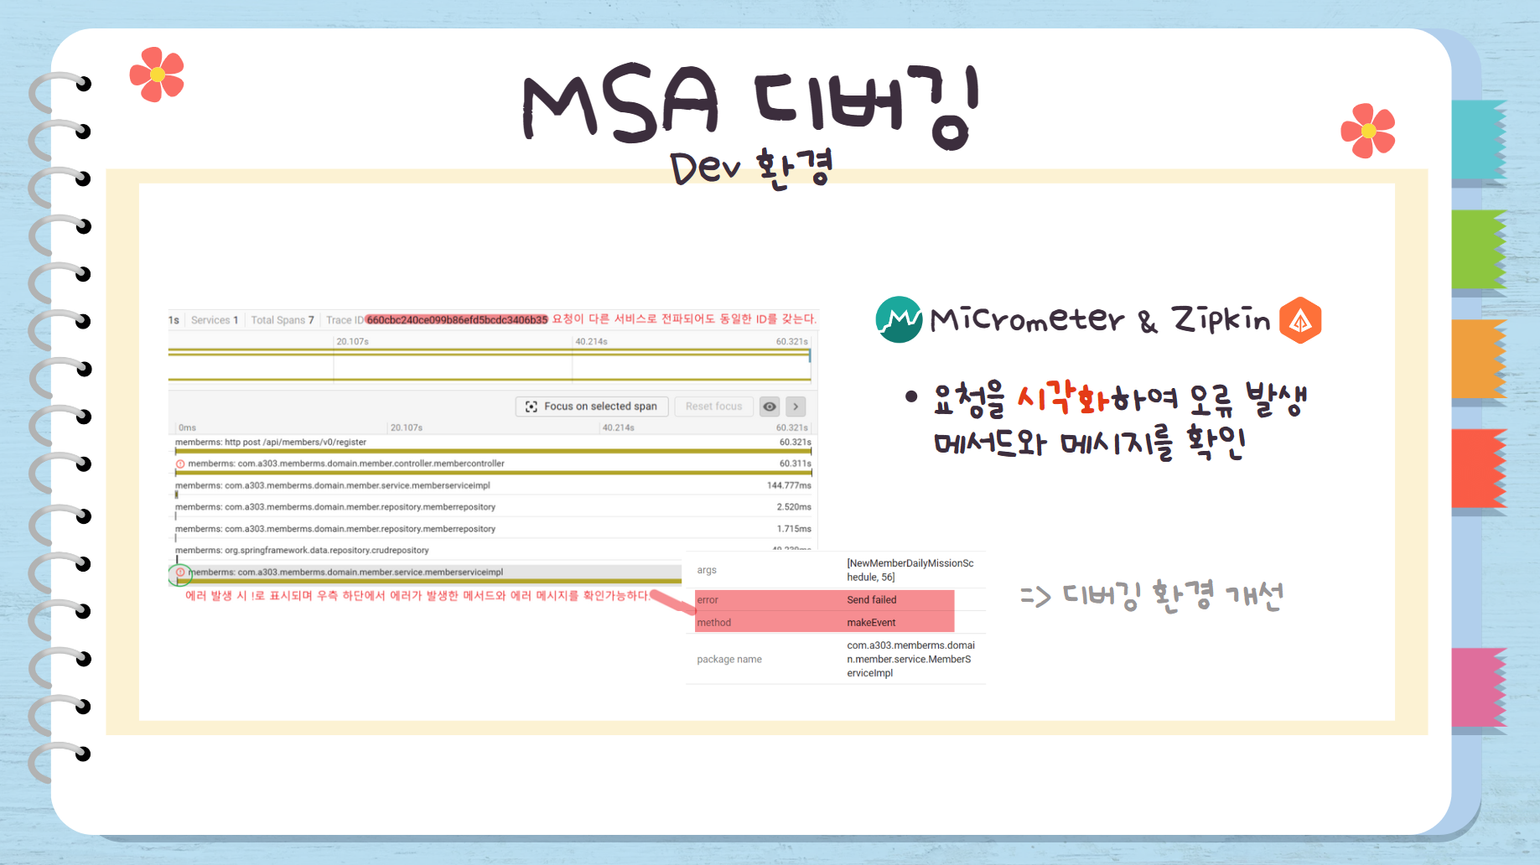 MSA 디버깅
Dev 환경
1s Services 1 Total Spans 7 Trace ID 660cbc240ce099b86efd5bcdc3406b35 요청이 다른 서비스로 전파되어도 동일한 ID를 갖는다.
20.107s 40.214s 60.321s
Focus on selected span Reset focus
0ms 20.107s 40.214s 60.321s
memberms: http post /api/members/v0/register 60.321s
memberms: com.a303.memberms.domain.member.controller.membercontroller 60.311s
memberms: com.a303.memberms.domain.member.service.memberserviceimpl 144.777ms
memberms: com.a303.memberms.domain.member.repository.memberrepository 2.520ms
memberms: com.a303.memberms.domain.member.repository.memberrepository 1.715ms
memberms: org.springframework.data.repository.crudrepository
memberms: com.a303.memberms.domain.member.service.memberserviceimpl
에러 발생 시 !로 표시되며 우측 하단에서 에러가 발생한 메서드와 에러 메시지를 확인가능하다.
args [NewMemberDailyMissionSc
hedule, 56]
error Send failed
method makeEvent
package name com.a303.memberms.domai
n.member.service.MemberS
erviceImpl
Micrometer & Zipkin
• 요청을 시각화하여 오류 발생
메서드와 메시지를 확인
=> 디버깅 환경 개선